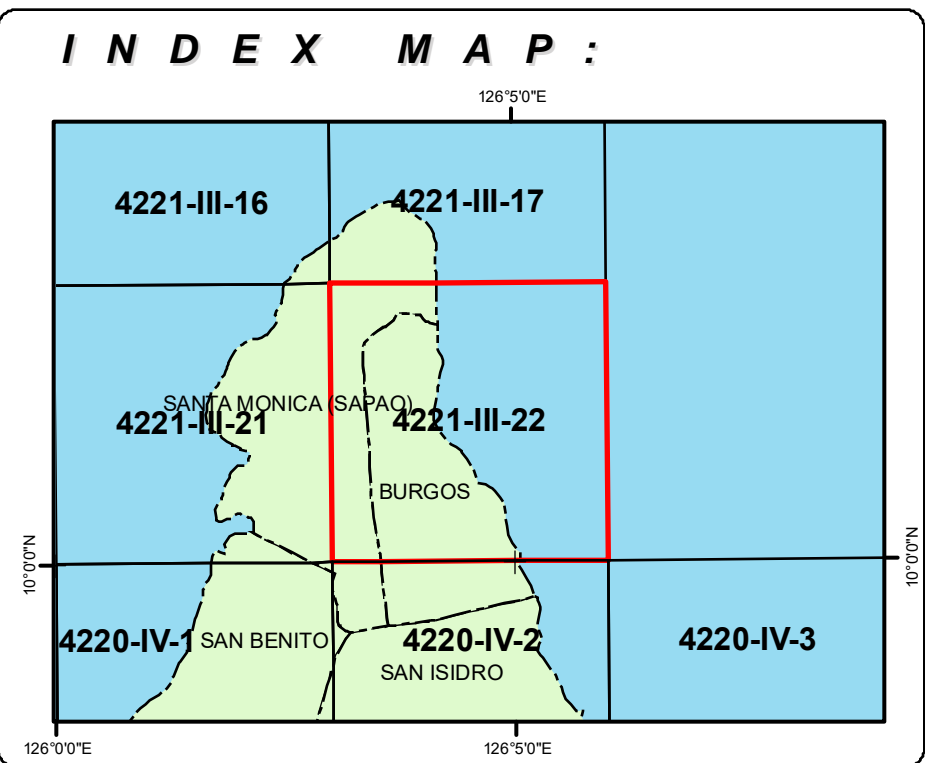 INDEX MAP:
126°5'0"E
4221-III-16
4221-III-17
SANTA MONICA (SAPAO)
4221-III-21
4221-III-22
BURGOS
10°0'0"N
10°0'0"N
4220-IV-1
SAN BENITO
4220-IV-2
4220-IV-3
SAN ISIDRO
126°0'0"E
126°5'0"E